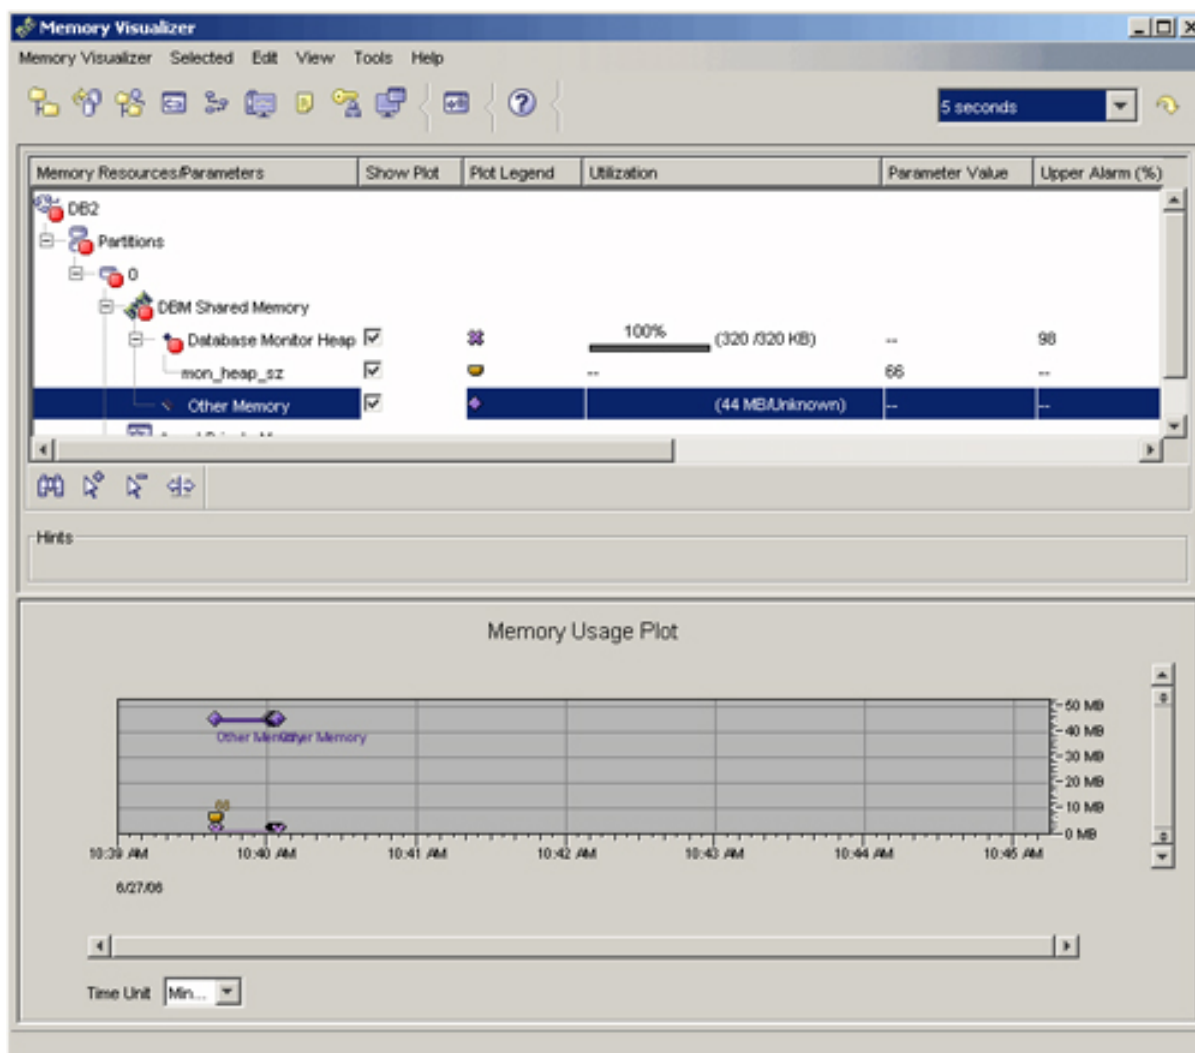 Memory Visualizer
Memory Visualizer Selected Edit View Tools Help
5 seconds
Memory Resources/Parameters Show Plot Plot Legend Utilization Parameter Value Upper Alarm (%)
DB2
Partitions
0
DBM Shared Memory
Database Monitor Heap 100% (320 /320 KB) -- 98
mon_heap_sz -- 66 --
Other Memory (44 MB/Unknown) -- --
Hints
Memory Usage Plot
50 MB
Other Memory Other Memory
40 MB
30 MB
20 MB
66
10 MB
0 MB
10:39 AM 10:40 AM 10:41 AM 10:42 AM 10:43 AM 10:44 AM 10:45 AM
6/27/06
Time Unit Min...